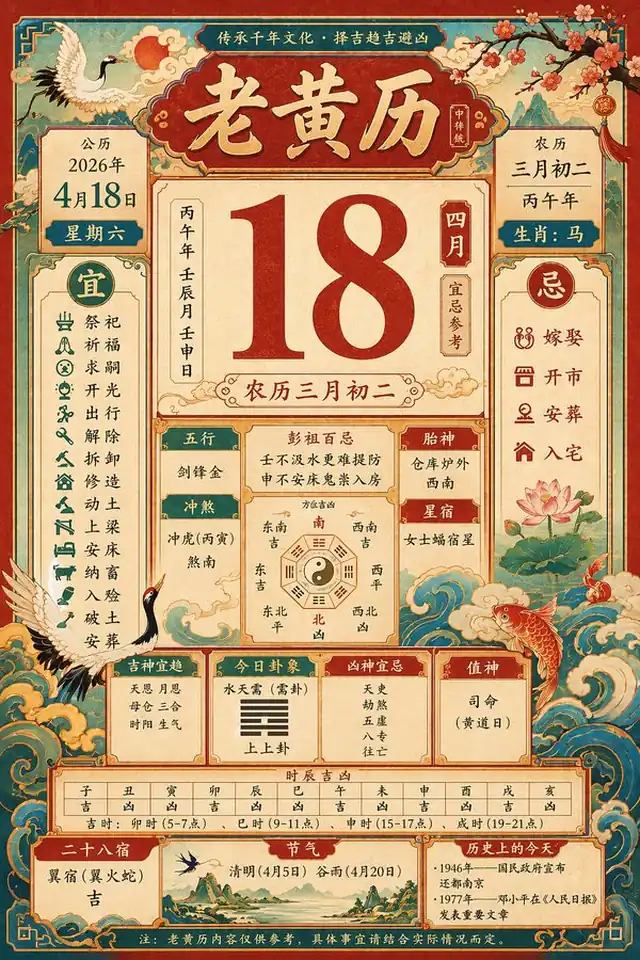 传承千年文化·择吉趋吉避凶
老黄历
公历
2026年
4月18日
星期六
农历
三月初二
丙午年
生肖：马
丙午年 壬辰月 壬申日
18
四月
宜忌参考
农历三月初二
宜
祭祀
祈福
求嗣
开光
出行
解除
拆卸
修造
动土
上梁
安床
纳畜
入殓
破土
安葬
忌
嫁娶
开市
安葬
入宅
五行
剑锋金
冲煞
冲虎(丙寅)
煞南
彭祖百忌
壬不汲水更难提防
申不安床鬼祟入房
方位吉凶
东南
吉
南
西南
吉
东
吉
西
平
东北
平
北
凶
西北
凶
胎神
仓库炉外
西南
星宿
女士蝠宿星
吉神宜趋
天恩 月恩
母仓 三合
时阳 生气
今日卦象
水天需（需卦）
上上卦
凶神宜忌
天吏
劫煞
五虚
八专
往亡
值神
司命
(黄道日)
时辰吉凶
子 丑 寅 卯 辰 巳 午 未 申 酉 戌 亥
吉 凶 凶 吉 凶 吉 凶 凶 吉 凶 吉 凶
吉时：卯时(5-7点)、巳时(9-11点)、申时(15-17点)、戌时(19-21点)
二十八宿
翼宿(翼火蛇)
吉
节气
清明(4月5日) 谷雨(4月20日)
历史上的今天
·1946年——国民政府宣布
还都南京
·1977年——邓小平在《人民日报》
发表重要文章
注：老黄历内容仅供参考，具体事宜请结合实际情况而定。